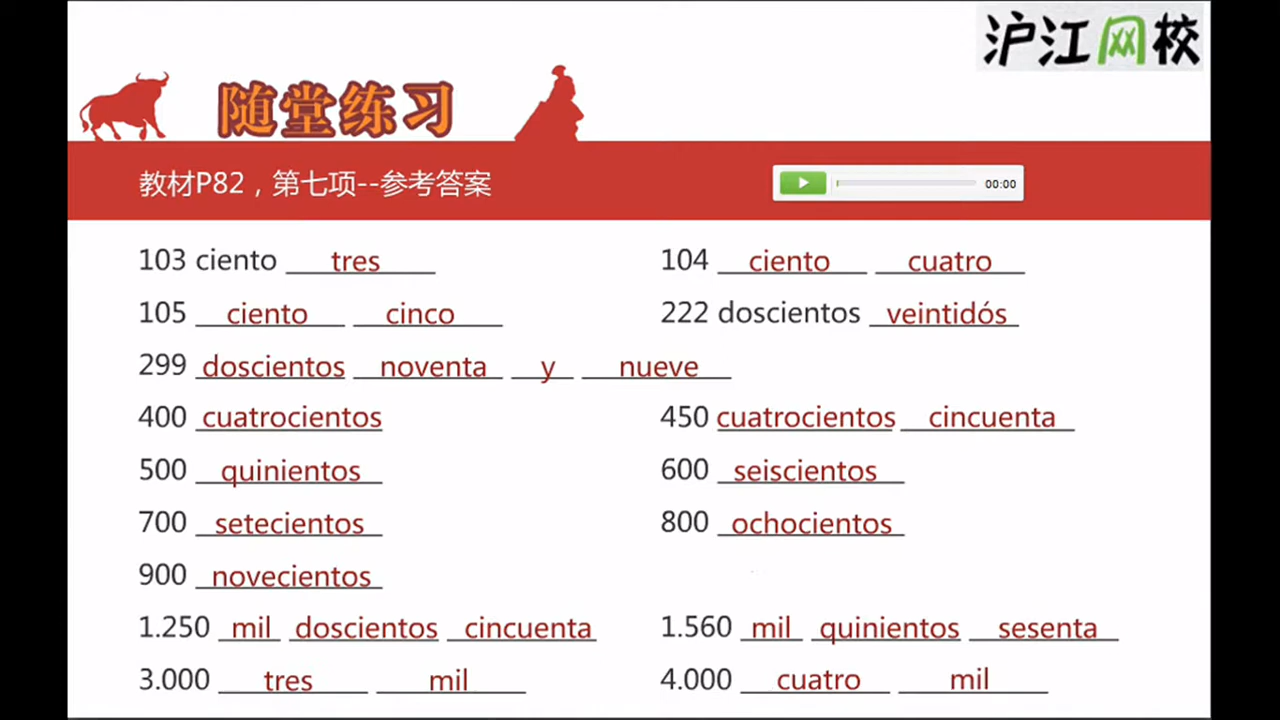 沪江网校
随堂练习
教材P82，第七项--参考答案
00:00
103 ciento tres
104 ciento cuatro
105 ciento cinco
222 doscientos veintidós
299 doscientos noventa y nueve
400 cuatrocientos
450 cuatrocientos cincuenta
500 quinientos
600 seiscientos
700 setecientos
800 ochocientos
900 novecientos
1.250 mil doscientos cincuenta
1.560 mil quinientos sesenta
3.000 tres mil
4.000 cuatro mil